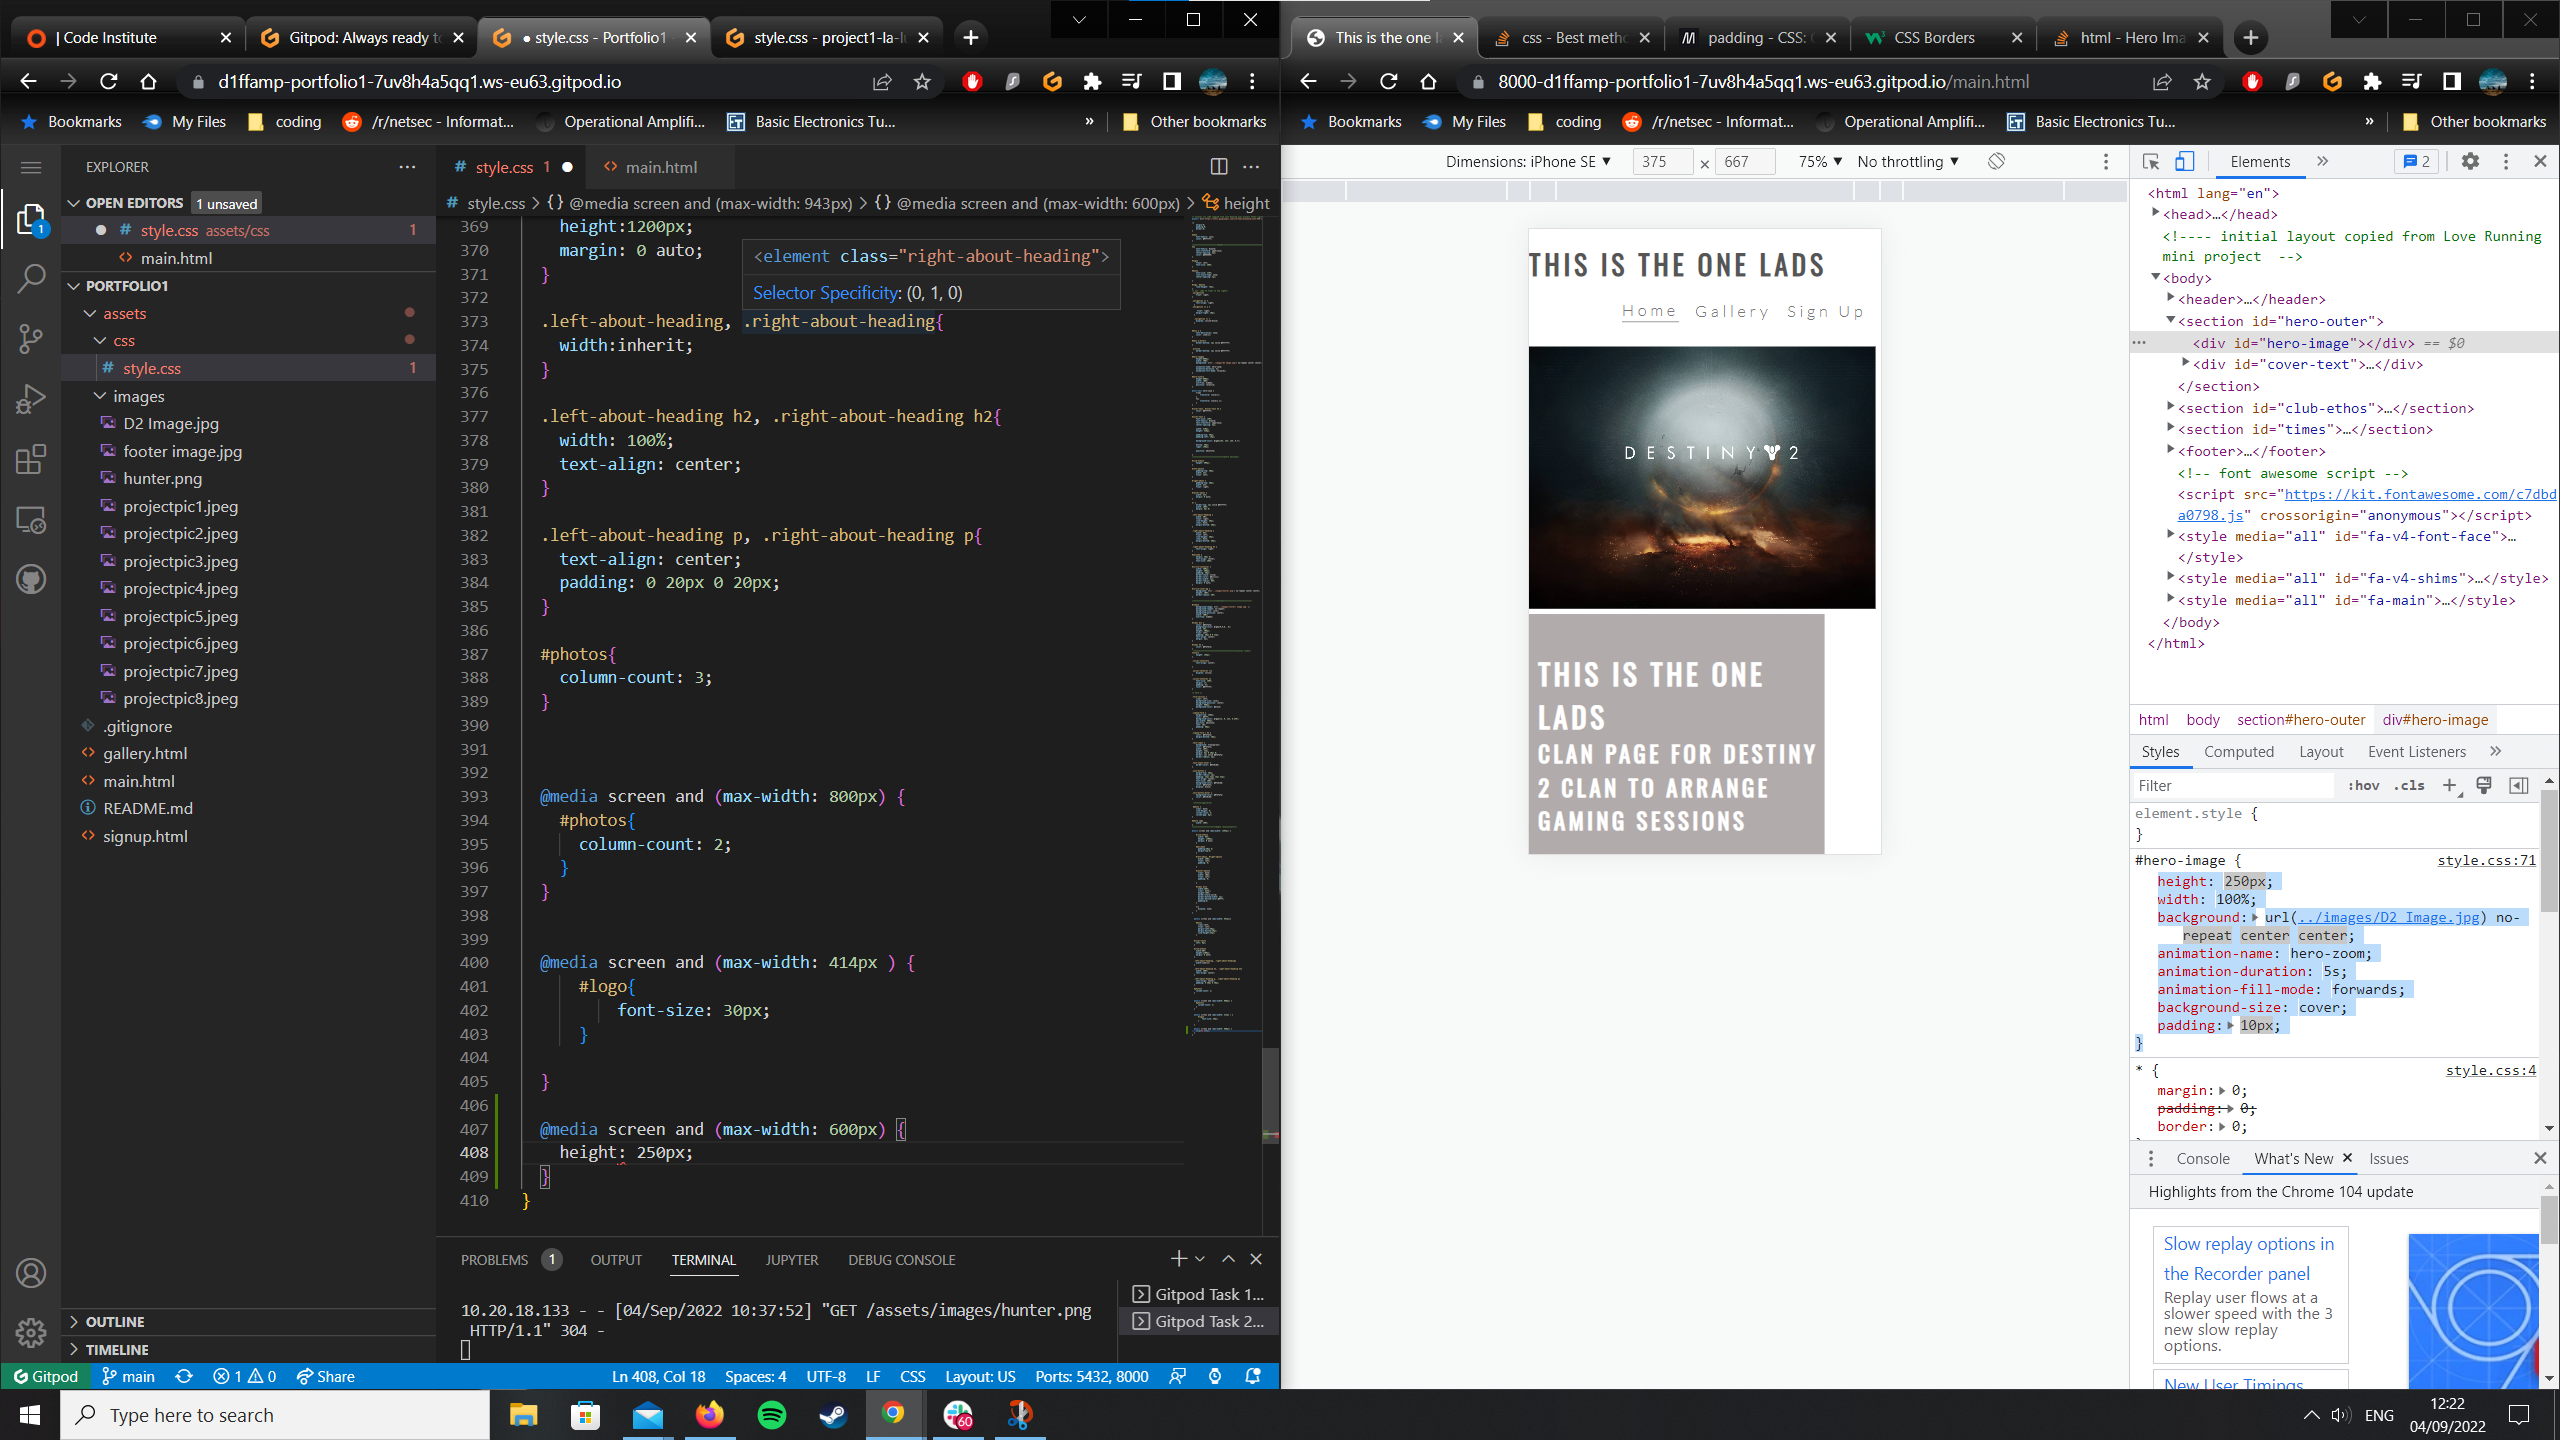 | Code Institute
Gitpod: Always ready to
● style.css - Portfolio1 -
style.css - project1-la-lu
d1ffamp-portfolio1-7uv8h4a5qq1.ws-eu63.gitpod.io
Bookmarks My Files coding /r/netsec - Informat... Operational Amplifi... Basic Electronics Tu... » Other bookmarks
EXPLORER
OPEN EDITORS 1 unsaved
style.css assets/css 1
main.html
PORTFOLIO1
assets
css
style.css 1
images
D2 Image.jpg
footer image.jpg
hunter.png
projectpic1.jpeg
projectpic2.jpeg
projectpic3.jpeg
projectpic4.jpeg
projectpic5.jpeg
projectpic6.jpeg
projectpic7.jpeg
projectpic8.jpeg
.gitignore
gallery.html
main.html
README.md
signup.html
OUTLINE
TIMELINE
# style.css 1 ●
<> main.html
# style.css > {} @media screen and (max-width: 943px) > {} @media screen and (max-width: 600px) > height
369 height:1200px;
370 margin: 0 auto;
371 }
<element class="right-about-heading">
Selector Specificity: (0, 1, 0)
372
373 .left-about-heading, .right-about-heading{
374 width:inherit;
375 }
376
377 .left-about-heading h2, .right-about-heading h2{
378 width: 100%;
379 text-align: center;
380 }
381
382 .left-about-heading p, .right-about-heading p{
383 text-align: center;
384 padding: 0 20px 0 20px;
385 }
386
387 #photos{
388 column-count: 3;
389 }
390
391
392
393 @media screen and (max-width: 800px) {
394 #photos{
395 column-count: 2;
396 }
397 }
398
399
400 @media screen and (max-width: 414px ) {
401 #logo{
402 font-size: 30px;
403 }
404
405 }
406
407 @media screen and (max-width: 600px) {
408 height: 250px;
409 }
410 }
PROBLEMS 1 OUTPUT TERMINAL JUPYTER DEBUG CONSOLE
10.20.18.133 - - [04/Sep/2022 10:37:52] "GET /assets/images/hunter.png
HTTP/1.1" 304 -
Gitpod Task 1...
Gitpod Task 2...
Gitpod main 1 0 Share Ln 408, Col 18 Spaces: 4 UTF-8 LF CSS Layout: US Ports: 5432, 8000
This is the one l
css - Best metho
padding - CSS: C
CSS Borders
html - Hero Ima
8000-d1ffamp-portfolio1-7uv8h4a5qq1.ws-eu63.gitpod.io/main.html
Bookmarks My Files coding /r/netsec - Informat... Operational Amplifi... Basic Electronics Tu... » Other bookmarks
Dimensions: iPhone SE ▼ 375 × 667 75% ▼ No throttling ▼
THIS IS THE ONE LADS
Home Gallery Sign Up
DESTINY 2
THIS IS THE ONE
LADS
CLAN PAGE FOR DESTINY
2 CLAN TO ARRANGE
GAMING SESSIONS
Elements » 2
<html lang="en">
<head>…</head>
<!---- initial layout copied from Love Running
mini project -->
<body>
<header>…</header>
<section id="hero-outer">
<div id="hero-image"></div> == $0
<div id="cover-text">…</div>
</section>
<section id="club-ethos">…</section>
<section id="times">…</section>
<footer>…</footer>
<!-- font awesome script -->
<script src="https://kit.fontawesome.com/c7dbd
a0798.js" crossorigin="anonymous"></script>
<style media="all" id="fa-v4-font-face">…
</style>
<style media="all" id="fa-v4-shims">…</style>
<style media="all" id="fa-main">…</style>
</body>
</html>
html body section#hero-outer div#hero-image
Styles Computed Layout Event Listeners »
Filter :hov .cls +
element.style {
}
#hero-image { style.css:71
height: 250px;
width: 100%;
background: url(../images/D2 Image.jpg) no-
repeat center center;
animation-name: hero-zoom;
animation-duration: 5s;
animation-fill-mode: forwards;
background-size: cover;
padding: 10px;
}
* { style.css:4
margin: 0;
padding: 0;
border: 0;
Console What's New Issues
Highlights from the Chrome 104 update
Slow replay options in
the Recorder panel
Replay user flows at a
slower speed with the 3
new slow replay
options.
New User Timings
Type here to search
60
ENG
12:22
04/09/2022